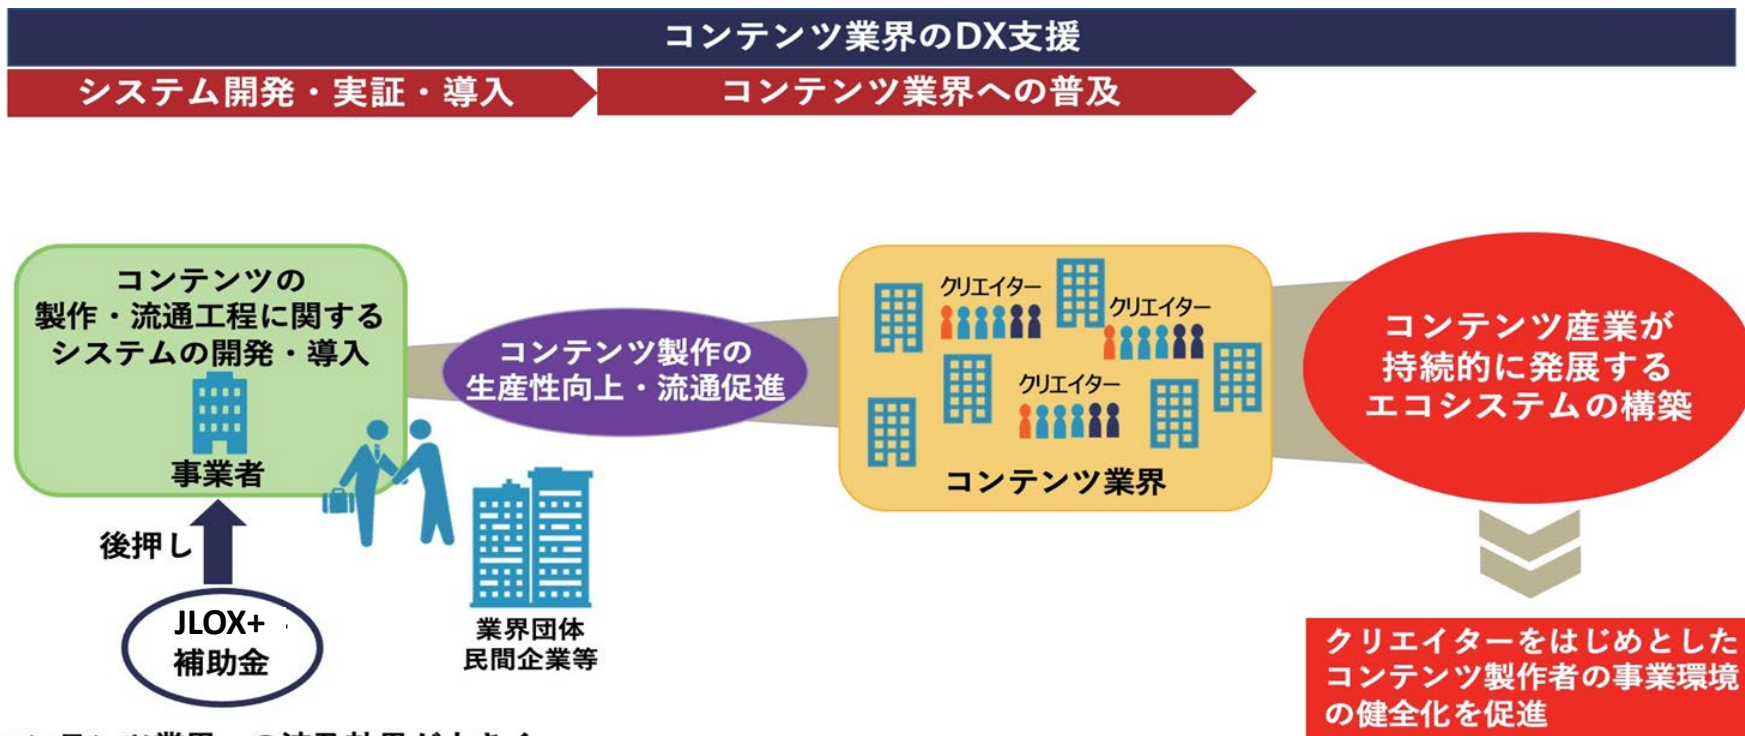 コンテンツ業界のDX支援
システム開発・実証・導入
コンテンツ業界への普及
コンテンツの
製作・流通工程に関する
システムの開発・導入
事業者
後押し
JLOX+
補助金
業界団体
民間企業等
コンテンツ製作の
生産性向上・流通促進
クリエイター
クリエイター
クリエイター
コンテンツ業界
コンテンツ産業が
持続的に発展する
エコシステムの構築
クリエイターをはじめとした
コンテンツ製作者の事業環境
の健全化を促進